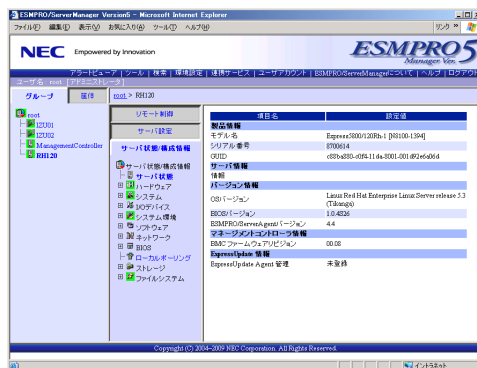 ESMPRO/ServerManager Version5 - Microsoft Internet Explorer
ファイル(F) 編集(E) 表示(V) お気に入り(A) ツール(T) ヘルプ(H) リンク »
NEC Empowered by Innovation
ESMPRO 5
Manager Ver.
アラートビューア | ツール | 検索 | 環境設定 | 連携サービス | ユーザアカウント | ESMPRO/ServerManagerについて | ヘルプ | ログアウト
ユーザ名: root [アドミニストレータ]
グループ 筐体
root > RH120
root
IZU01
IZU02
ManagementController
RH120
リモート制御
サーバ設定
サーバ状態/構成情報
サーバ状態/構成情報
サーバ状態
ハードウェア
システム
I/Oデバイス
システム環境
ソフトウェア
ネットワーク
BIOS
ローカルポーリング
ストレージ
ファイルシステム
項目名 設定値
製品情報
モデル名 Express5800/120Rh-1 [N8100-1394]
シリアル番号 8700614
GUID c88ba880-c0f4-11da-8001-001d92e6a06d
サーバ情報
情報
バージョン情報
OSバージョン Linux Red Hat Enterprise Linux Server release 5.3 (Tikanga)
BIOSバージョン 1.0.4826
ESMPRO/ServerAgentバージョン 4.4
マネージメントコントローラ情報
BMCファームウェアリビジョン 00.08
ExpressUpdate 情報
ExpressUpdate Agent 管理 未登録
Copyright (C) 2004-2009 NEC Corporation. All Rights Reserved.
イントラネット